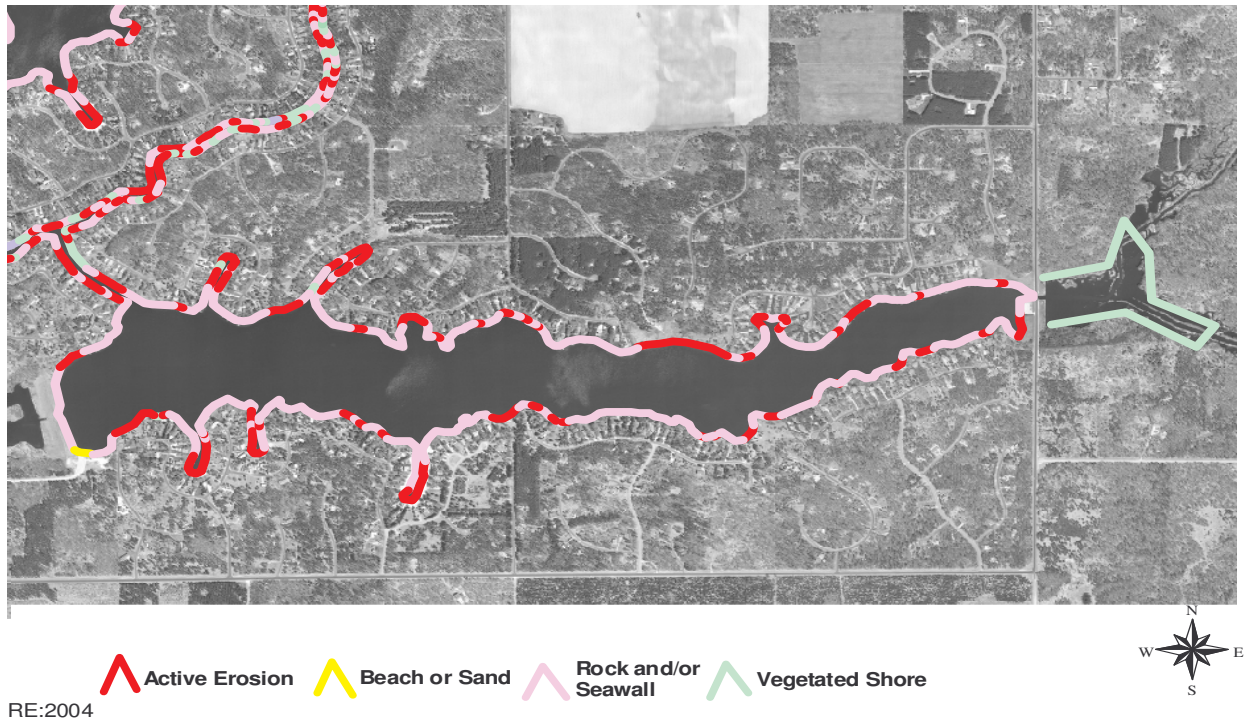 N
W E
S
Active Erosion
Beach or Sand
Rock and/or
Seawall
Vegetated Shore
RE:2004